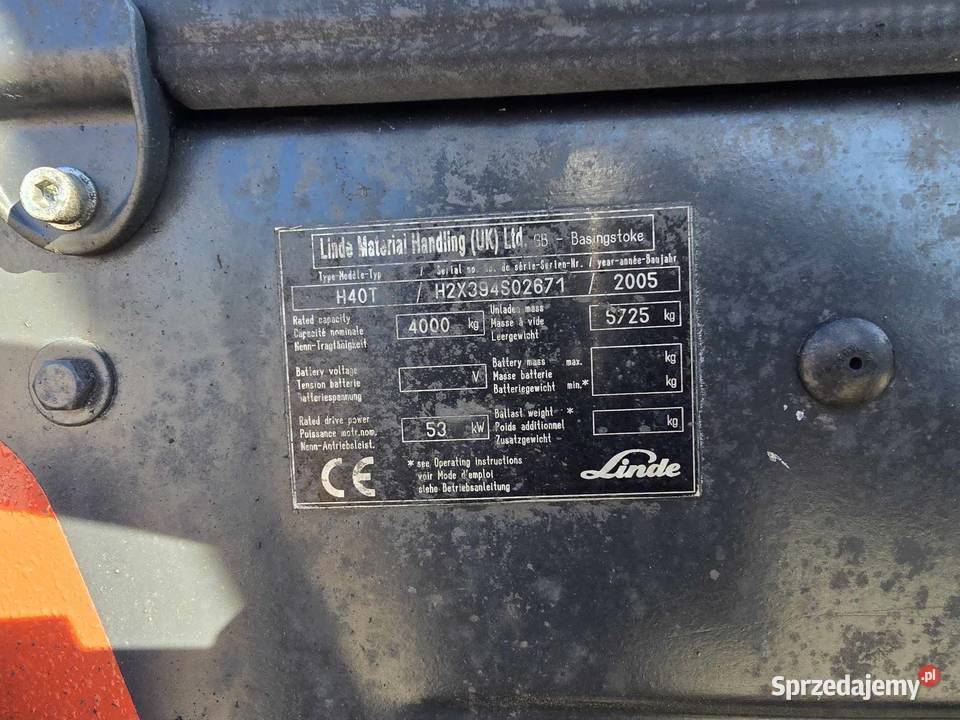 Linde Material Handling (UK) Ltd. GB - Basingstoke
Type-Modèle-Typ / Serial no. no. de série-Serien-Nr. / year-année-Baujahr
H40T / H2X394S02671 / 2005
Rated capacity
Capacité nominale
Nenn-Tragfähigkeit
4000 kg
Unladen mass
Masse à vide
Leergewicht
5725 kg
Battery voltage
Tension batterie
Batteriespannung
V
Battery mass max.
Masse batterie
Batteriegewicht min.*
kg
kg
Rated drive power
Puissance motr.nom.
Nenn-Antriebsleist.
53 kW
Ballast weight *
Poids additionnel
Zusatzgewicht
kg
CE
* see Operating instructions
voir Mode d'emploi
siehe Betriebsanleitung
Linde
Sprzedajemy.pl